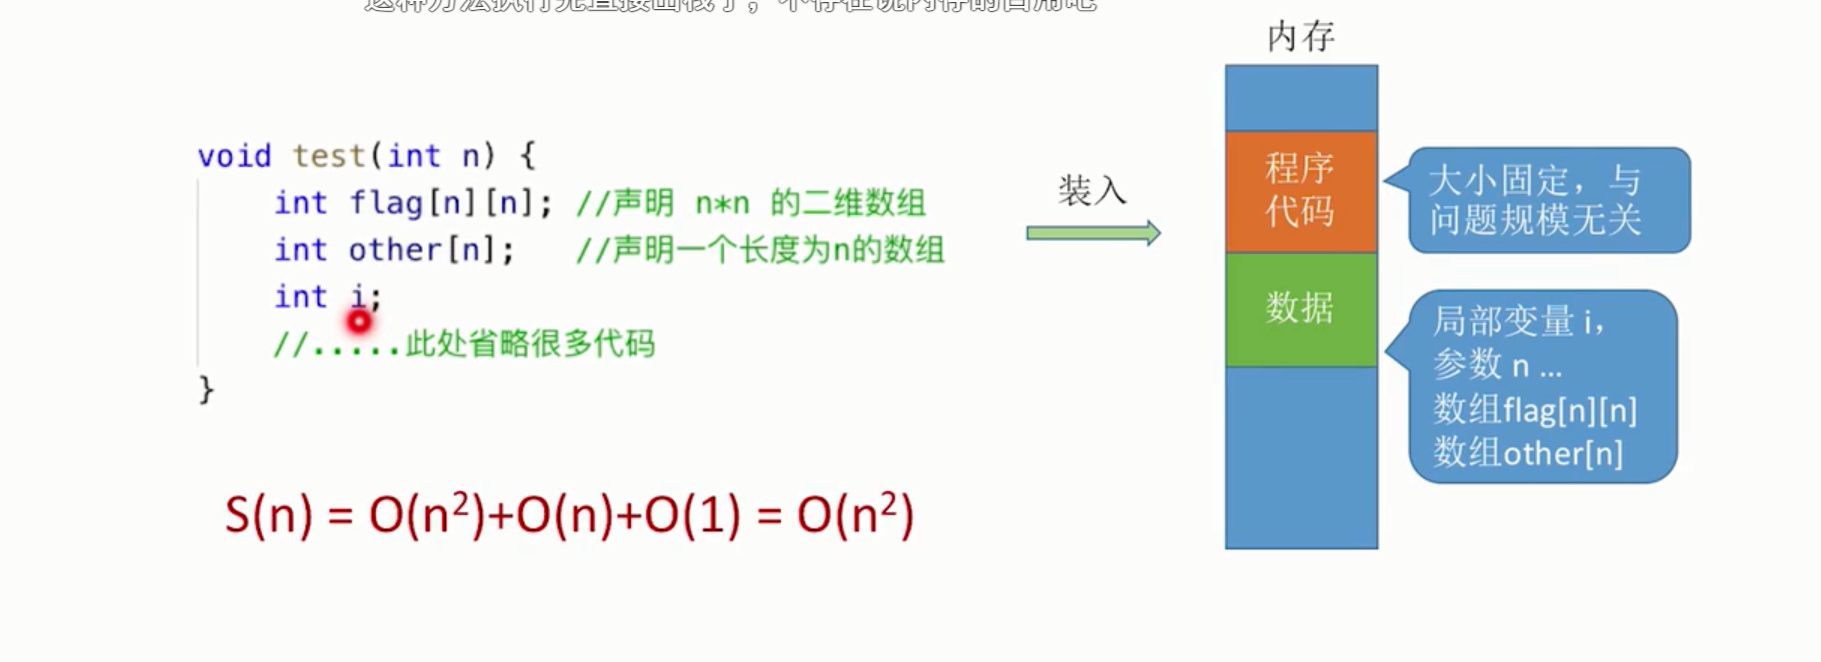 内存
void test(int n) {
int flag[n][n]; //声明 n*n 的二维数组
int other[n]; //声明一个长度为n的数组
int i;
//.....此处省略很多代码
}
S(n) = O(n²)+O(n)+O(1) = O(n²)
装入
程序
代码
数据
大小固定，与
问题规模无关
局部变量 i，
参数 n ...
数组flag[n][n]
数组other[n]